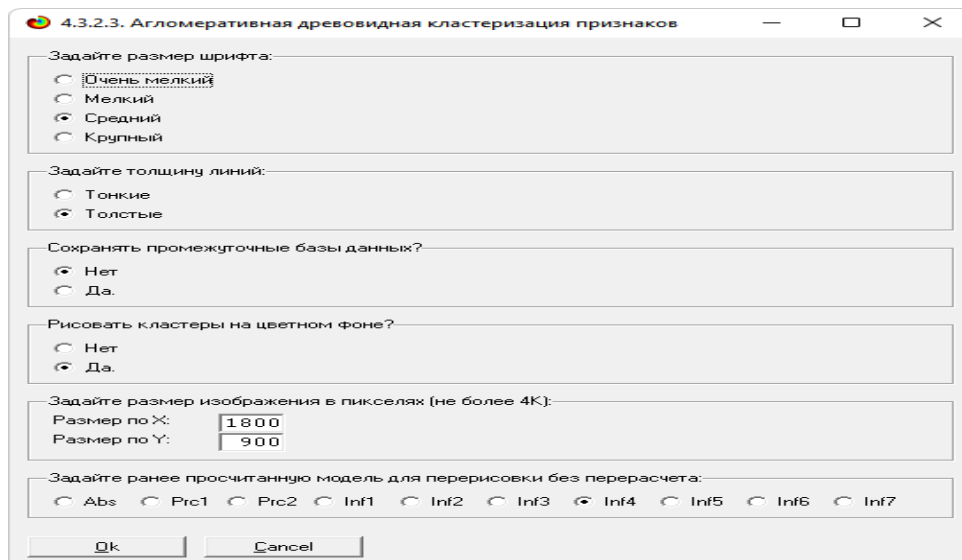 4.3.2.3. Агломеративная древовидная кластеризация признаков
Задайте размер шрифта:
Очень мелкий
Мелкий
Средний
Крупный
Задайте толщину линий:
Тонкие
Толстые
Сохранять промежуточные базы данных?
Нет
Да.
Рисовать кластеры на цветном фоне?
Нет
Да.
Задайте размер изображения в пикселях (не более 4K):
Размер по X: 1800
Размер по Y: 900
Задайте ранее просчитанную модель для перерисовки без перерасчета:
Abs Prc1 Prc2 Inf1 Inf2 Inf3 Inf4 Inf5 Inf6 Inf7
Ok Cancel